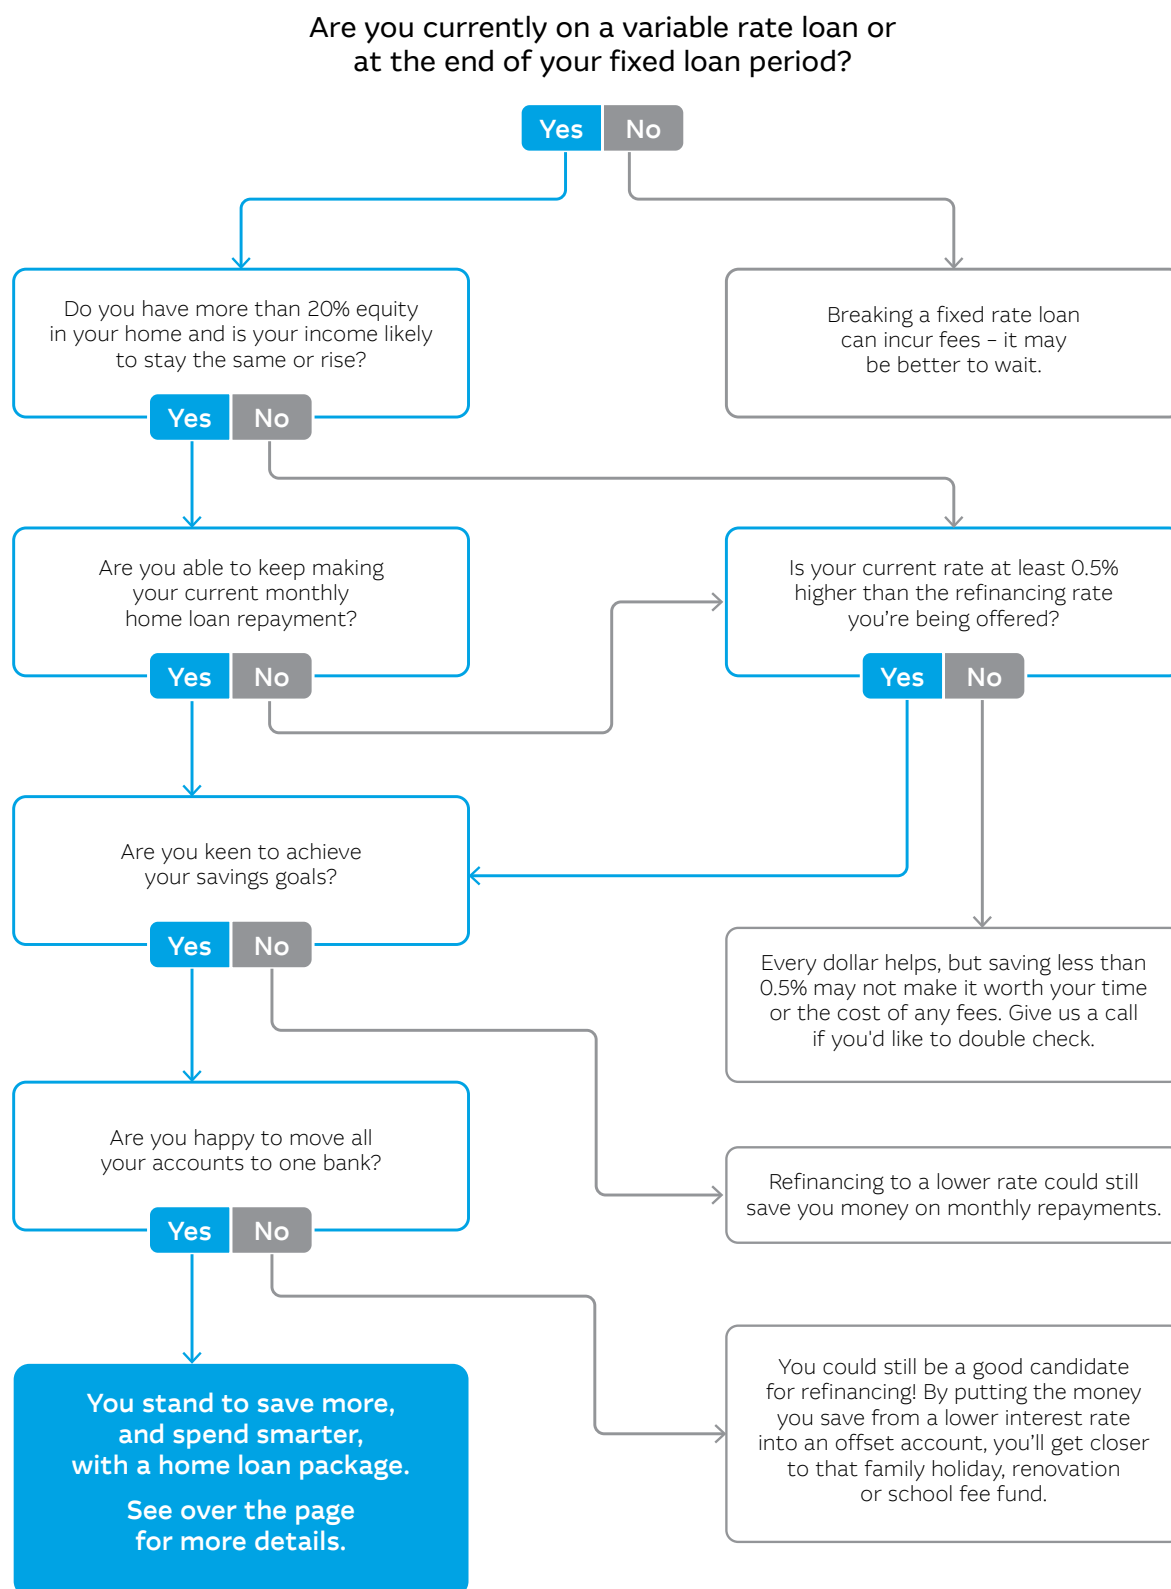 Are you currently on a variable rate loan or
at the end of your fixed loan period?
Yes No
Do you have more than 20% equity
in your home and is your income likely
to stay the same or rise?
Yes No
Breaking a fixed rate loan
can incur fees – it may
be better to wait.
Are you able to keep making
your current monthly
home loan repayment?
Yes No
Is your current rate at least 0.5%
higher than the refinancing rate
you’re being offered?
Yes No
Are you keen to achieve
your savings goals?
Yes No
Every dollar helps, but saving less than
0.5% may not make it worth your time
or the cost of any fees. Give us a call
if you'd like to double check.
Are you happy to move all
your accounts to one bank?
Yes No
Refinancing to a lower rate could still
save you money on monthly repayments.
You stand to save more,
and spend smarter,
with a home loan package.
See over the page
for more details.
You could still be a good candidate
for refinancing! By putting the money
you save from a lower interest rate
into an offset account, you’ll get closer
to that family holiday, renovation
or school fee fund.